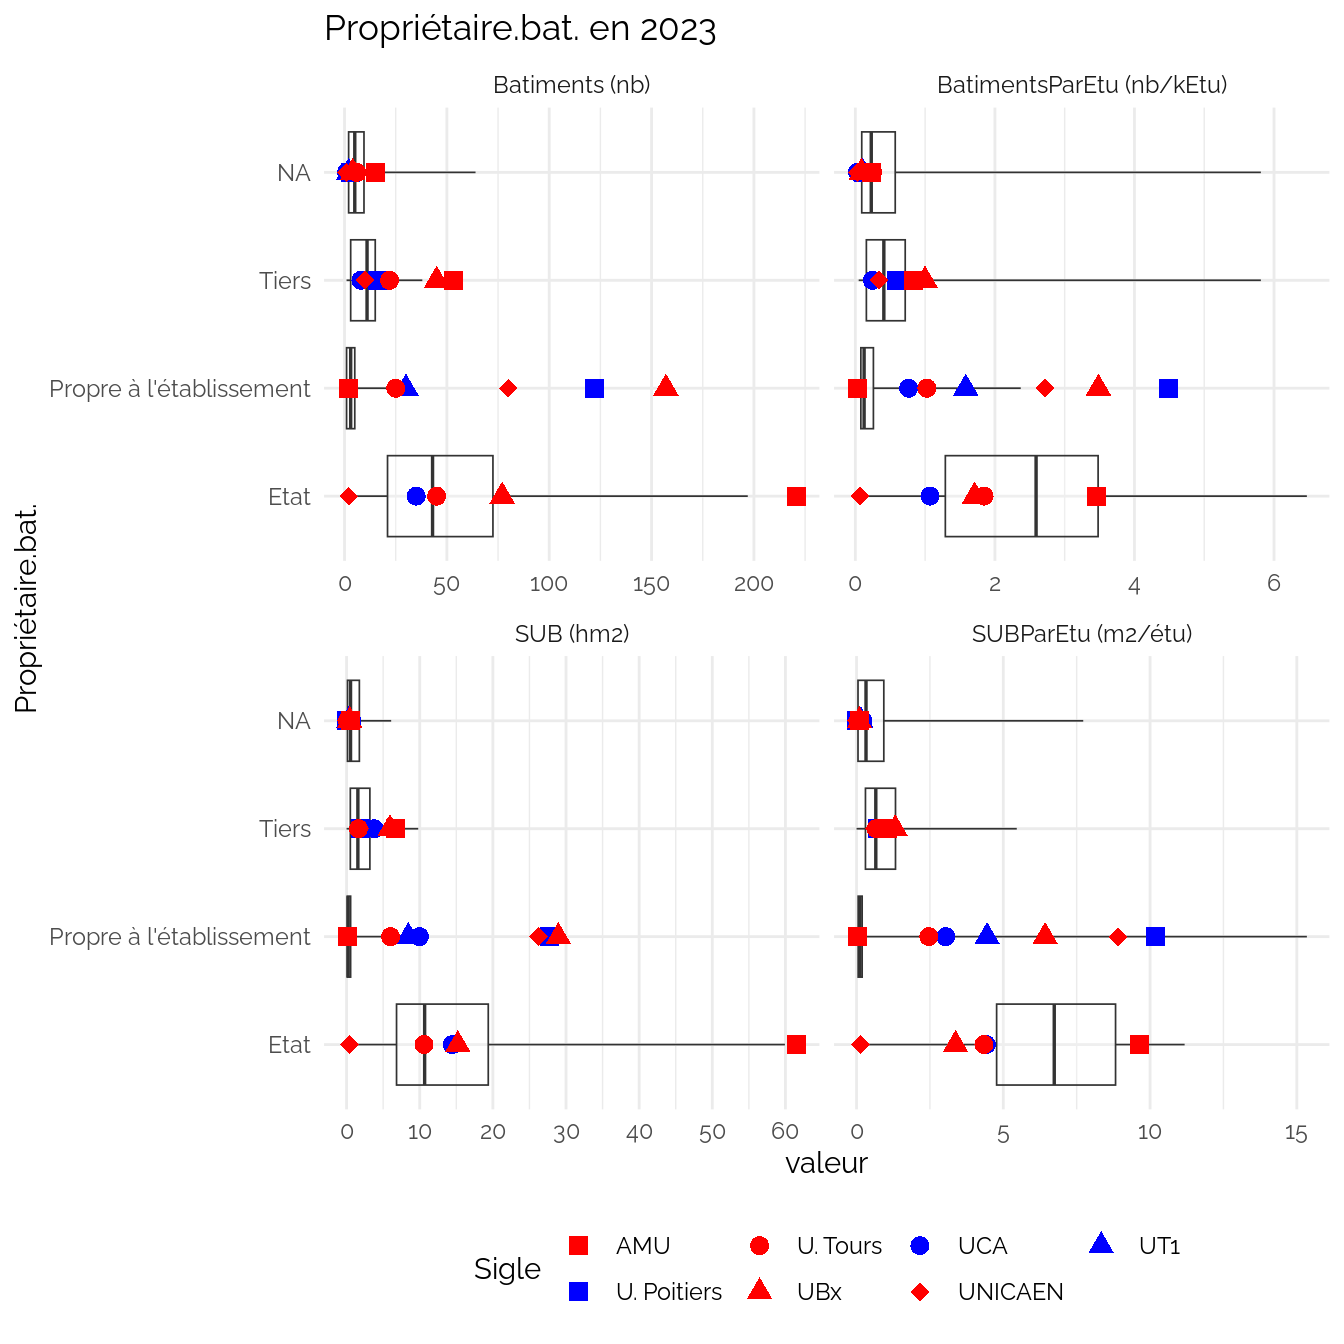 Propriétaire.bat. en 2023
Batiments (nb)
BatimentsParEtu (nb/kEtu)
NA
Tiers
Propre à l'établissement
Etat
0 50 100 150 200
0 2 4 6
Propriétaire.bat.
SUB (hm2)
SUBParEtu (m2/étu)
NA
Tiers
Propre à l'établissement
Etat
0 10 20 30 40 50 60
0 5 10 15
valeur
Sigle
AMU U. Tours UCA UT1
U. Poitiers UBx UNICAEN